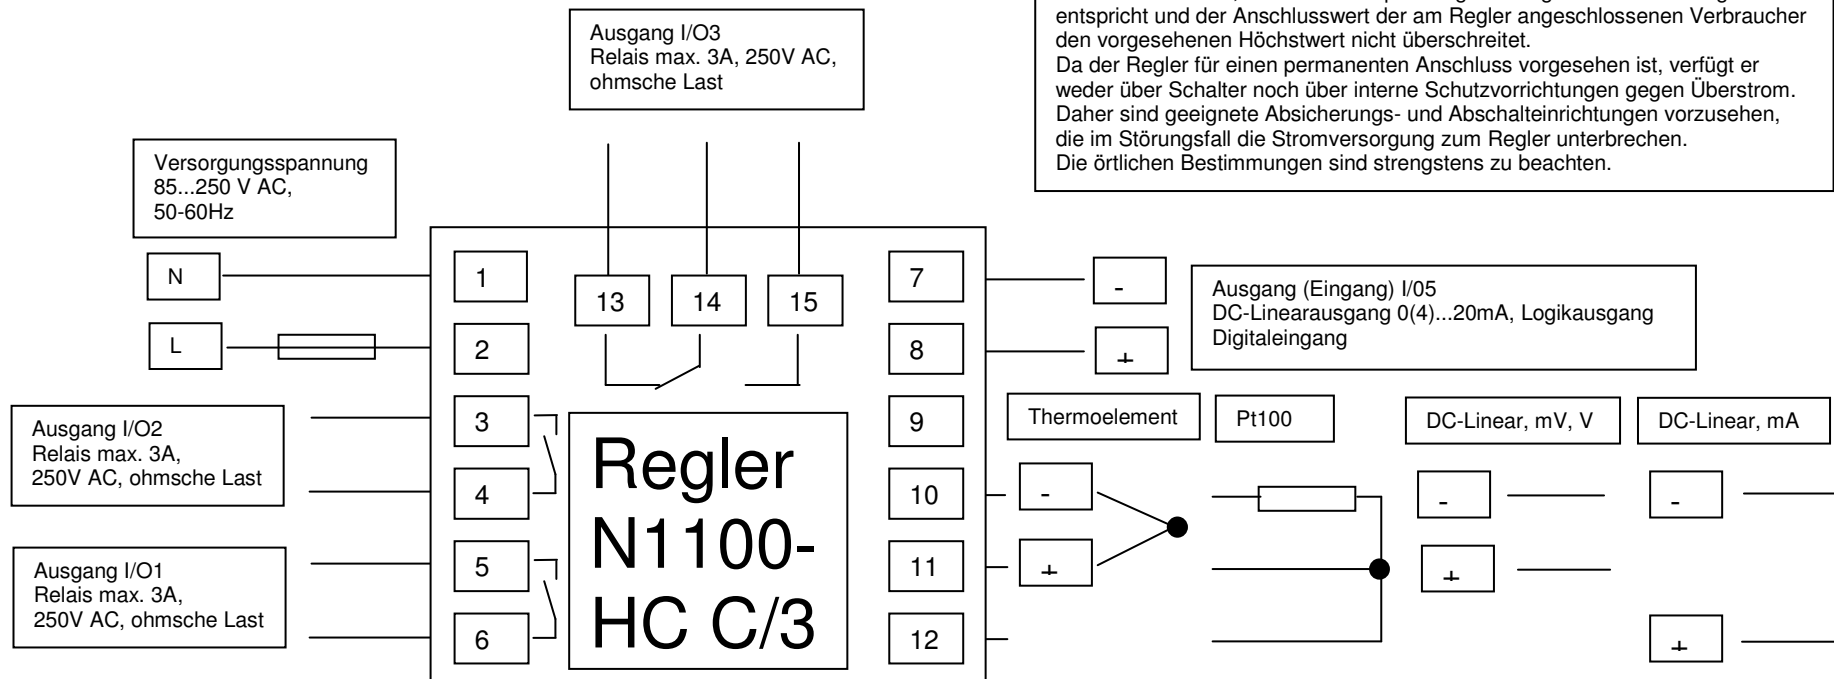 Ausgang I/O3
Relais max. 3A, 250V AC,
ohmsche Last
entspricht und der Anschlusswert der am Regler angeschlossenen Verbraucher
den vorgesehenen Höchstwert nicht überschreitet.
Da der Regler für einen permanenten Anschluss vorgesehen ist, verfügt er
weder über Schalter noch über interne Schutzvorrichtungen gegen Überstrom.
Daher sind geeignete Absicherungs- und Abschalteinrichtungen vorzusehen,
die im Störungsfall die Stromversorgung zum Regler unterbrechen.
Die örtlichen Bestimmungen sind strengstens zu beachten.
Versorgungsspannung
85...250 V AC,
50-60Hz
N
L
Ausgang I/O2
Relais max. 3A,
250V AC, ohmsche Last
Ausgang I/O1
Relais max. 3A,
250V AC, ohmsche Last
1
2
3
4
5
6
13 14 15
Regler
N1100-
HC C/3
7
8
9
10
11
12
-
+
Ausgang (Eingang) I/05
DC-Linearausgang 0(4)...20mA, Logikausgang
Digitaleingang
Thermoelement
-
+
Pt100
DC-Linear, mV, V
-
+
DC-Linear, mA
-
+